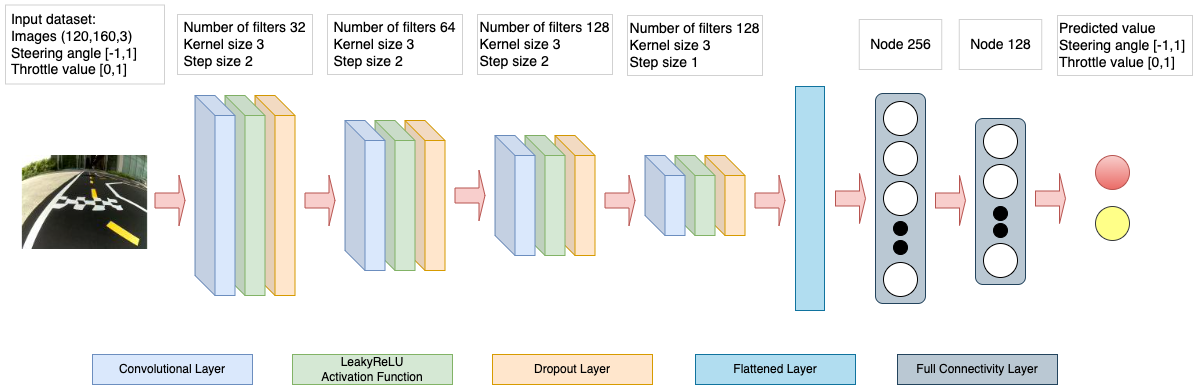 Input dataset:
Images (120,160,3)
Steering angle [-1,1]
Throttle value [0,1]
Number of filters 32
Kernel size 3
Step size 2
Number of filters 64
Kernel size 3
Step size 2
Number of filters 128
Kernel size 3
Step size 2
Number of filters 128
Kernel size 3
Step size 1
Node 256
Node 128
Predicted value
Steering angle [-1,1]
Throttle value [0,1]
Convolutional Layer
LeakyReLU
Activation Function
Dropout Layer
Flattened Layer
Full Connectivity Layer